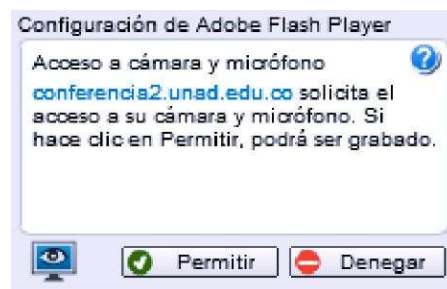 Configuración de Adobe Flash Player
Acceso a cámara y micrófono
conferencia2.unad.edu.co solicita el
acceso a su cámara y micrófono. Si
hace clic en Permitir, podrá ser grabado.
Permitir
Denegar